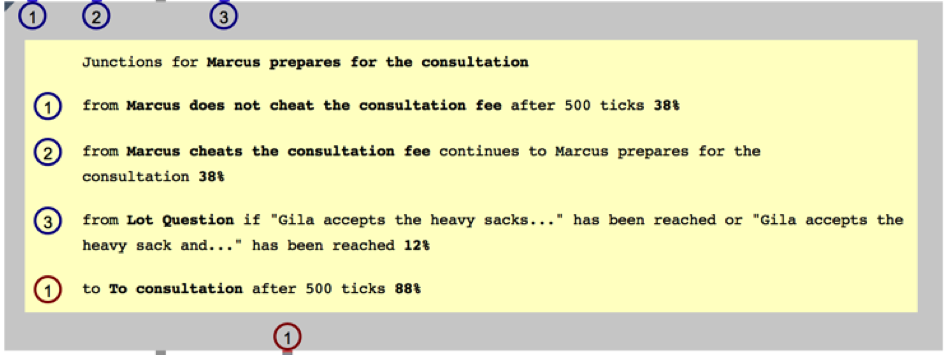 1 2 3
Junctions for Marcus prepares for the consultation
1 from Marcus does not cheat the consultation fee after 500 ticks 38%
2 from Marcus cheats the consultation fee continues to Marcus prepares for the
consultation 38%
3 from Lot Question if "Gila accepts the heavy sacks..." has been reached or "Gila accepts the
heavy sack and..." has been reached 12%
1 to To consultation after 500 ticks 88%
1